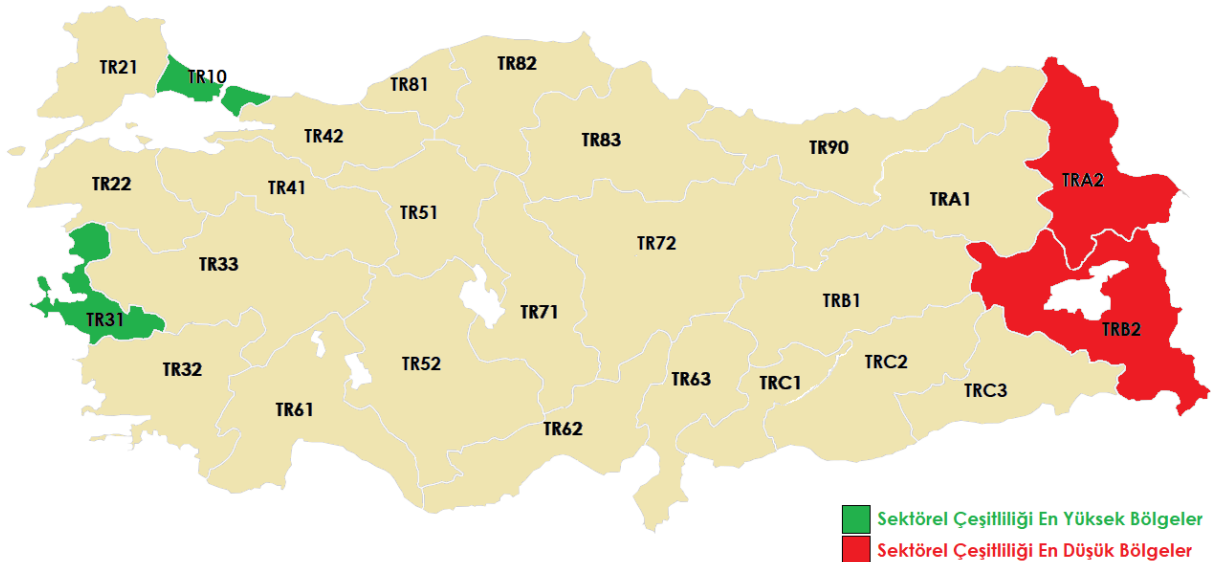 TR21
TR10
TR81
TR82
TR42
TR83
TR90
TR22
TR41
TRA2
TRA1
TR51
TR72
TR33
TRB1
TR31
TR71
TRB2
TR32
TR52
TRC2
TR63
TRC1
TRC3
TR61
TR62
Sektörel Çeşitliliği En Yüksek Bölgeler
Sektörel Çeşitliliği En Düşük Bölgeler